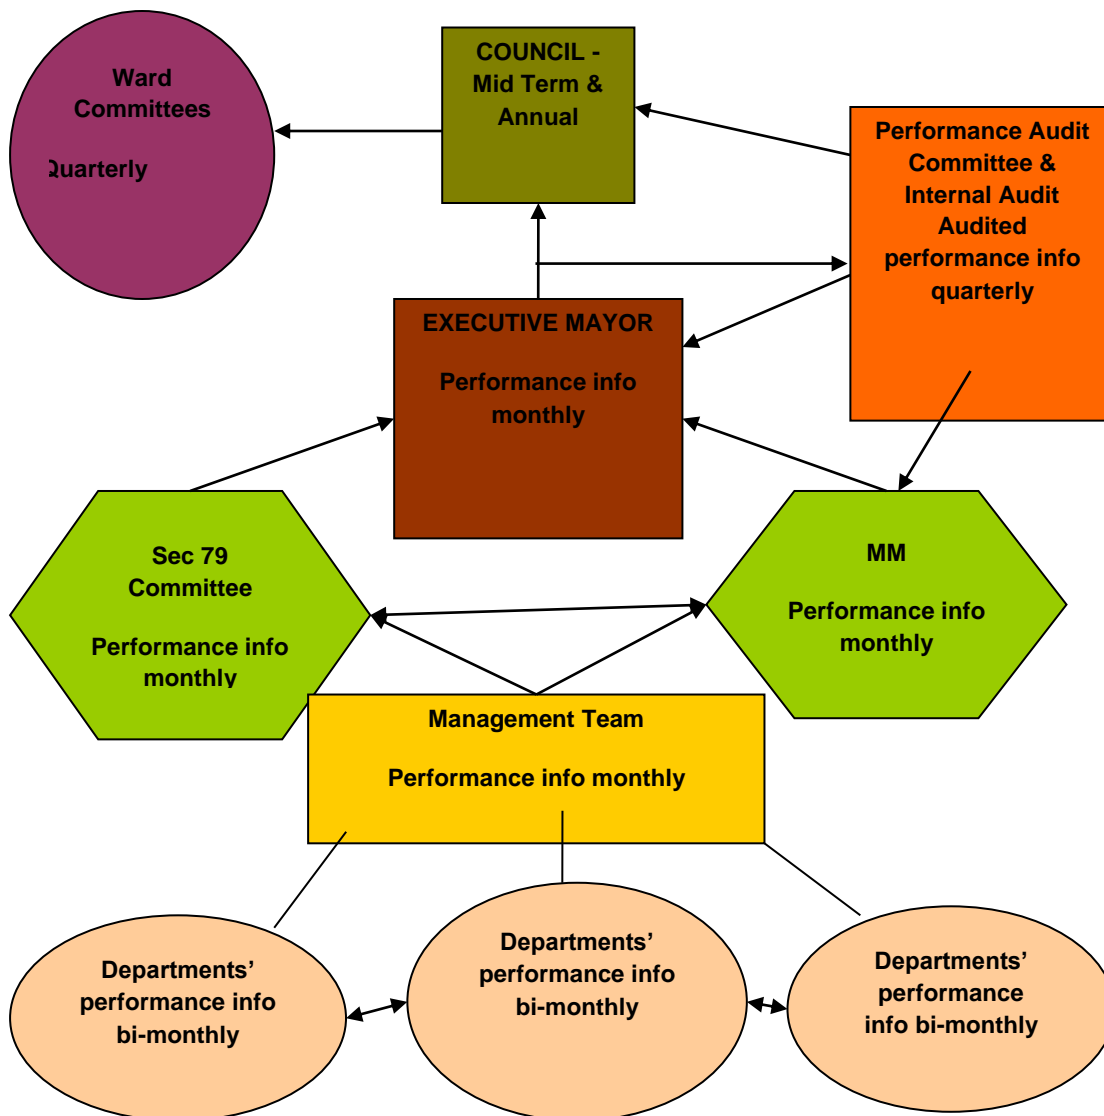 Ward
Committees
Quarterly
COUNCIL -
Mid Term &
Annual
Performance Audit
Committee &
Internal Audit
Audited
performance info
quarterly
EXECUTIVE MAYOR
Performance info
monthly
Sec 79
Committee
Performance info
monthly
MM
Performance info
monthly
Management Team
Performance info monthly
Departments’
performance info
bi-monthly
Departments’
performance info
bi-monthly
Departments’
performance
info bi-monthly